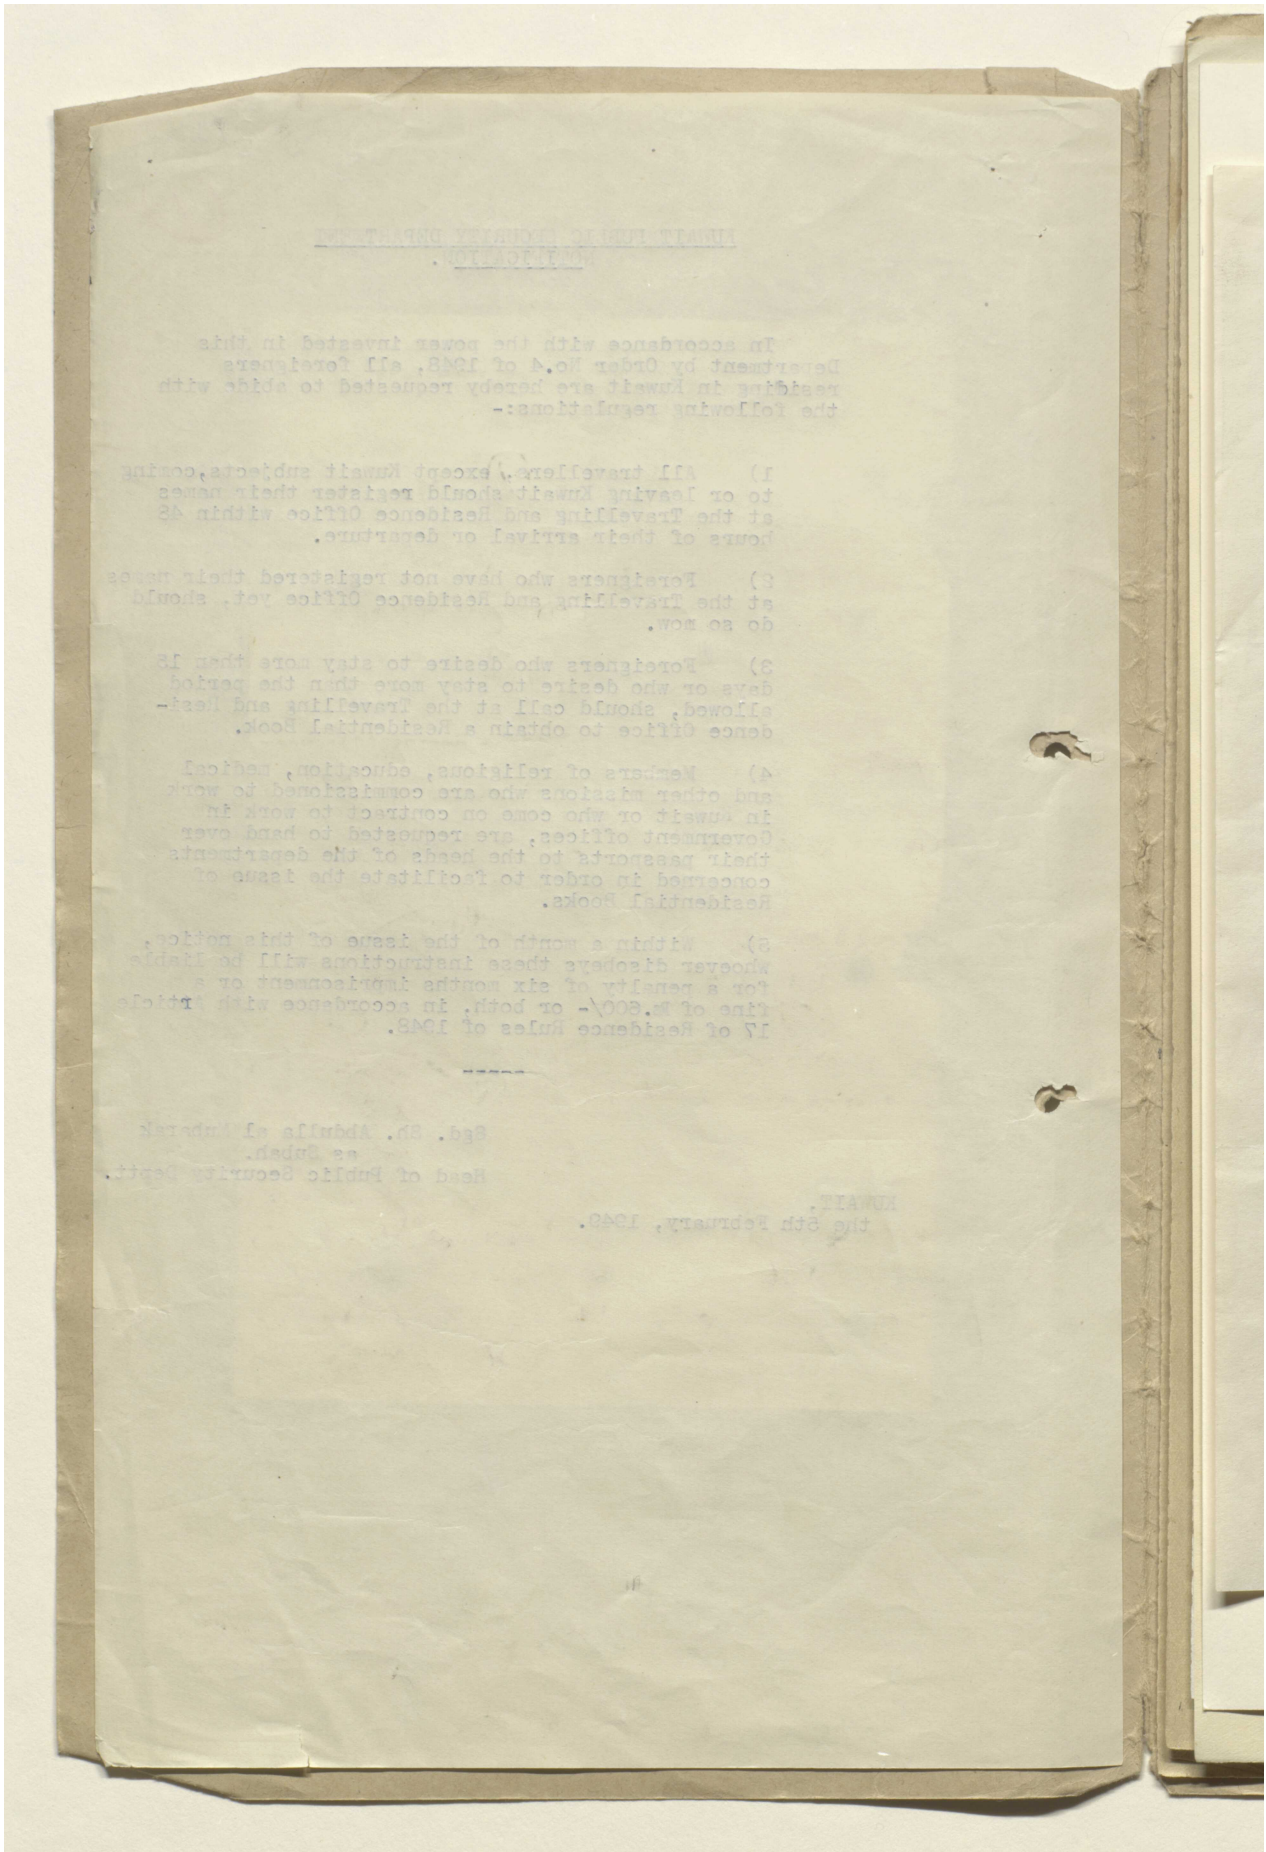 KUWAIT PUBLIC SECURITY DEPARTMENT
NOTIFICATION.
In accordance with the power invested in this
Department by Order No.4 of 1948, all foreigners
residing in Kuwait are hereby requested to abide with
the following regulations:-
1) All travellers, (except Kuwait subjects, coming
to or leaving Kuwait should register their names
at the Travelling and Residence Office within 48
hours of their arrival or departure.
2) Foreigners who have not registered their names
at the Travelling and Residence Office yet, should
do so mow.
3) Foreigners who desire to stay more than 15
days or who desire to stay more than the period
allowed, should call at the Travelling and Resi-
dence Office to obtain a Residential Book.
4) Members of religious, education, medical
and other missions who are commissioned to work
in Kuwait or who come on contract to work in
Government offices, are requested to hand over
their passports to the heads of the departments
concerned in order to facilitate the issue of
Residential Books.
5) Within a month of the issue of this notice,
whoever disobeys these instructions will be liable
for a penalty of six months imprisonment or a
fine of Rs.600/- or both, in accordance with Article
17 of Residence Rules of 1948.
-----
Sgd. Sh. Abdulla al Mubarak
as Subah.
Head of Public Security Deptt.
KUWAIT,
the 5th February, 1949.